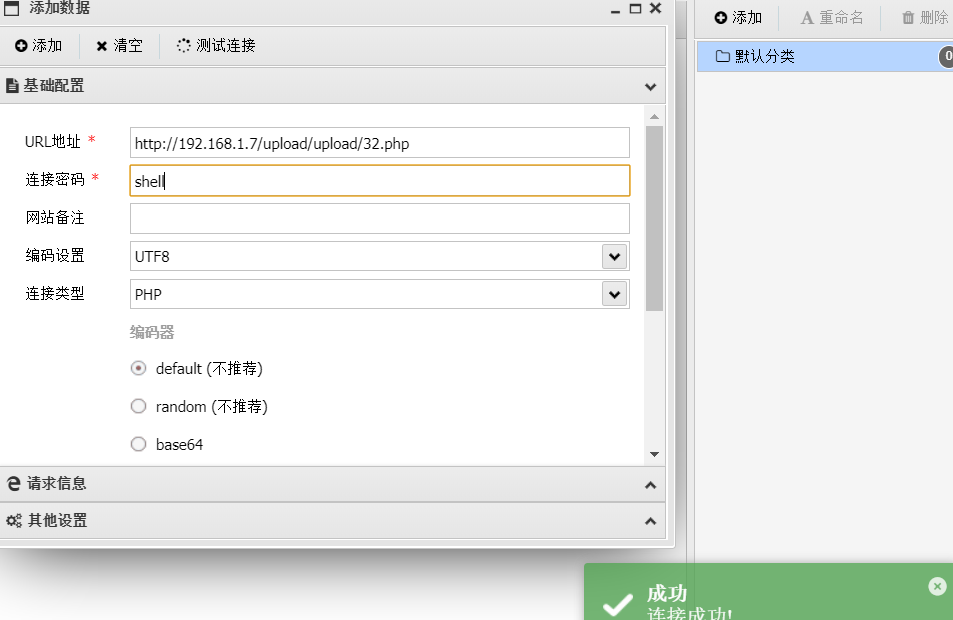 添加数据
添加 清空 测试连接
基础配置
URL地址 * http://192.168.1.7/upload/upload/32.php
连接密码 * shell
网站备注
编码设置 UTF8
连接类型 PHP
编码器
default (不推荐)
random (不推荐)
base64
请求信息
其他设置
添加 重命名 删除
默认分类 0
成功
连接成功!